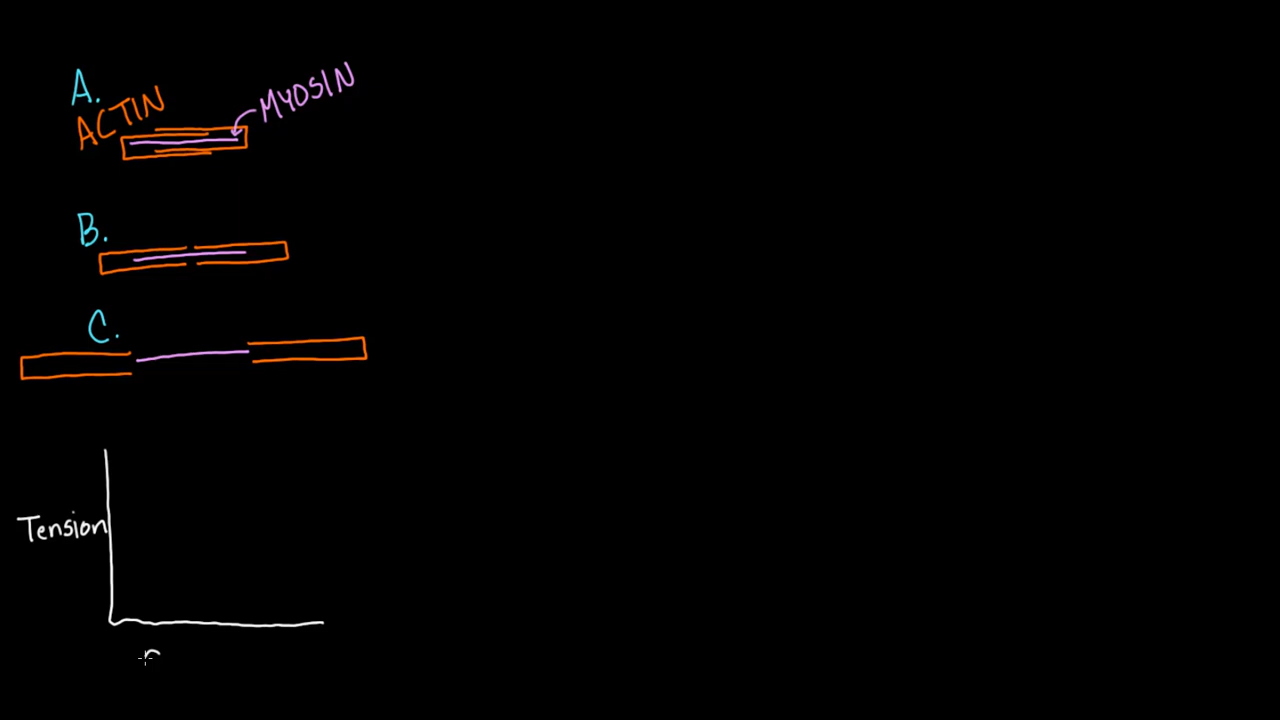 A.
ACTIN
MYOSIN
B.
C.
Tension